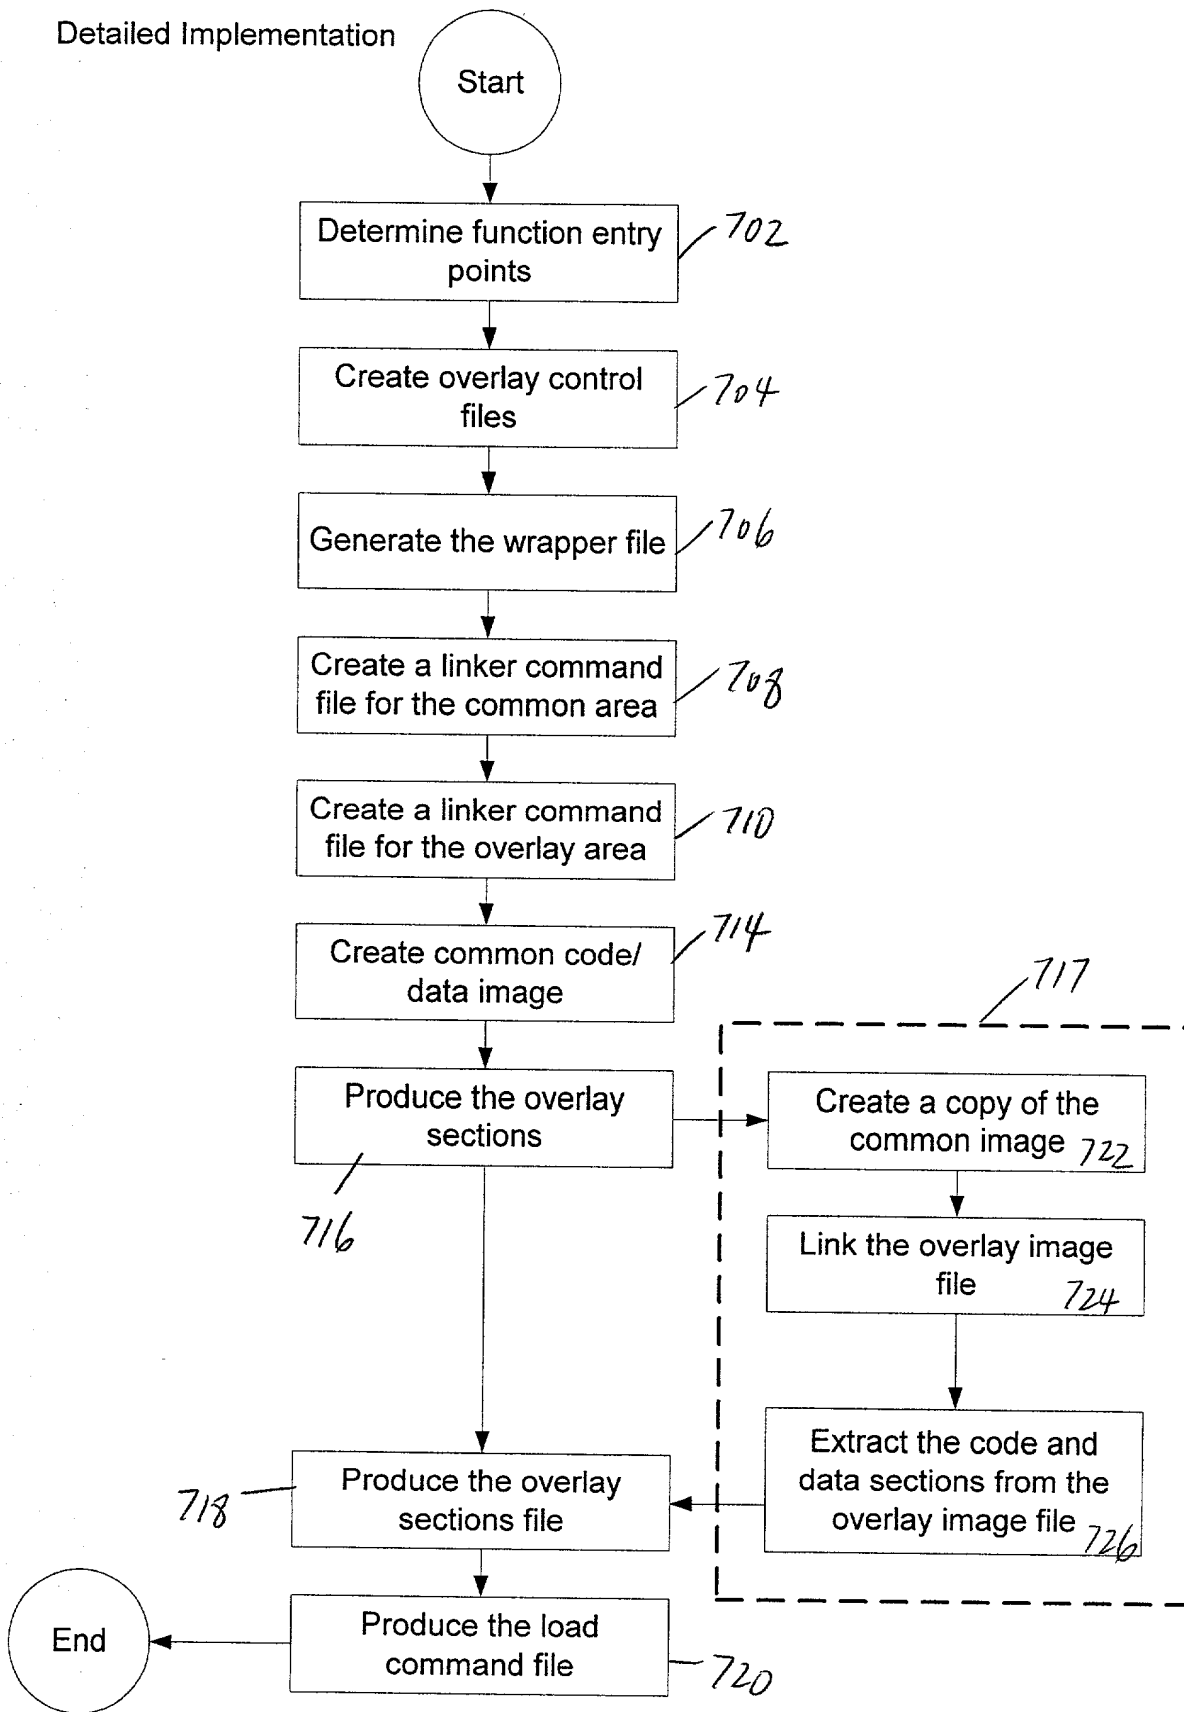 Detailed Implementation
Start
Determine function entry
points
702
Create overlay control
files
704
Generate the wrapper file
706
Create a linker command
file for the common area
708
Create a linker command
file for the overlay area
710
Create common code/
data image
714
717
Produce the overlay
sections
716
Create a copy of the
common image 722
Link the overlay image
file 724
Extract the code and
data sections from the
overlay image file 726
Produce the overlay
sections file
718
Produce the load
command file
720
End